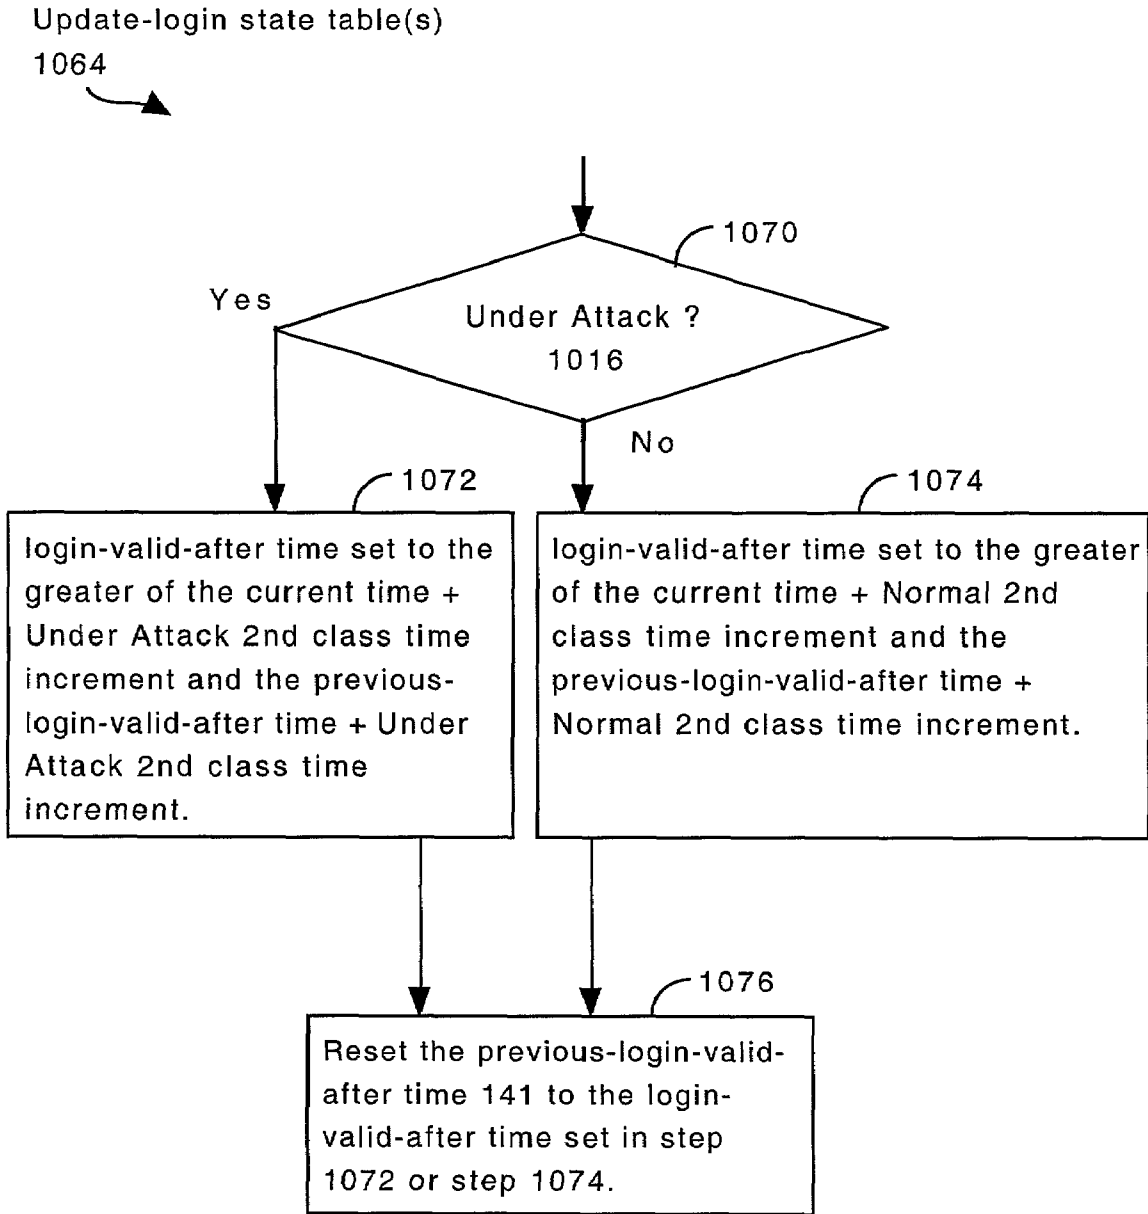 Update-login state table(s)
1064
1070
Yes
Under Attack ?
1016
No
1072
login-valid-after time set to the
greater of the current time +
Under Attack 2nd class time
increment and the previous-
login-valid-after time + Under
Attack 2nd class time
increment.
1074
login-valid-after time set to the greater
of the current time + Normal 2nd
class time increment and the
previous-login-valid-after time +
Normal 2nd class time increment.
1076
Reset the previous-login-valid-
after time 141 to the login-
valid-after time set in step
1072 or step 1074.